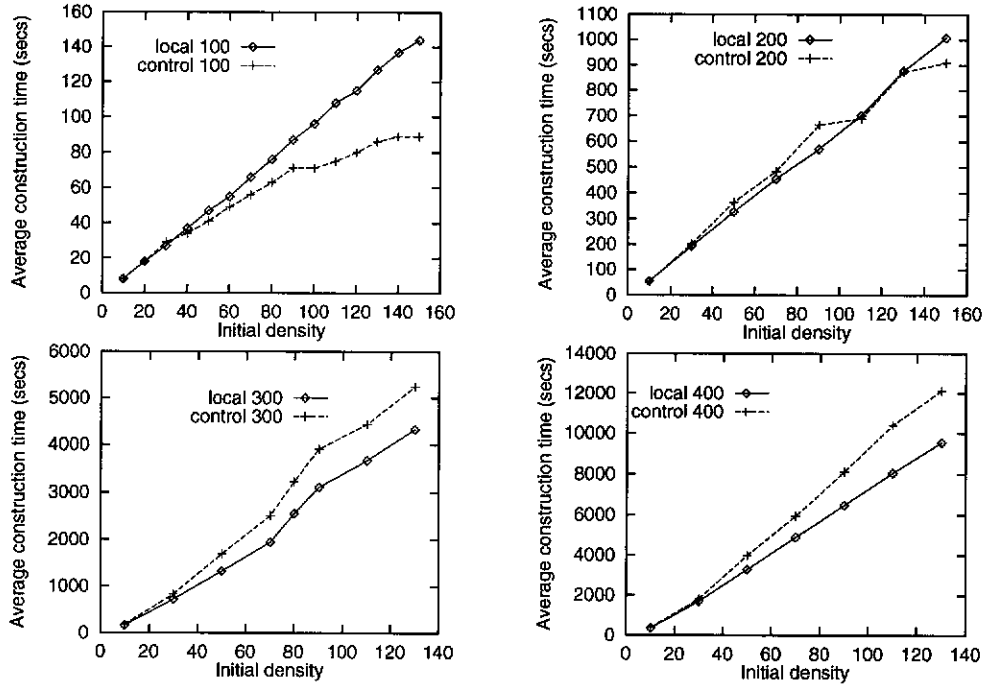 160
140
120
100
80
60
40
20
0
Average construction time (secs)
local 100
control 100
0 20 40 60 80 100 120 140 160
Initial density
1100
1000
900
800
700
600
500
400
300
200
100
0
Average construction time (secs)
local 200
control 200
0 20 40 60 80 100 120 140 160
Initial density
6000
5000
4000
3000
2000
1000
0
Average construction time (secs)
local 300
control 300
0 20 40 60 80 100 120 140
Initial density
14000
12000
10000
8000
6000
4000
2000
0
Average construction time (secs)
local 400
control 400
0 20 40 60 80 100 120 140
Initial density